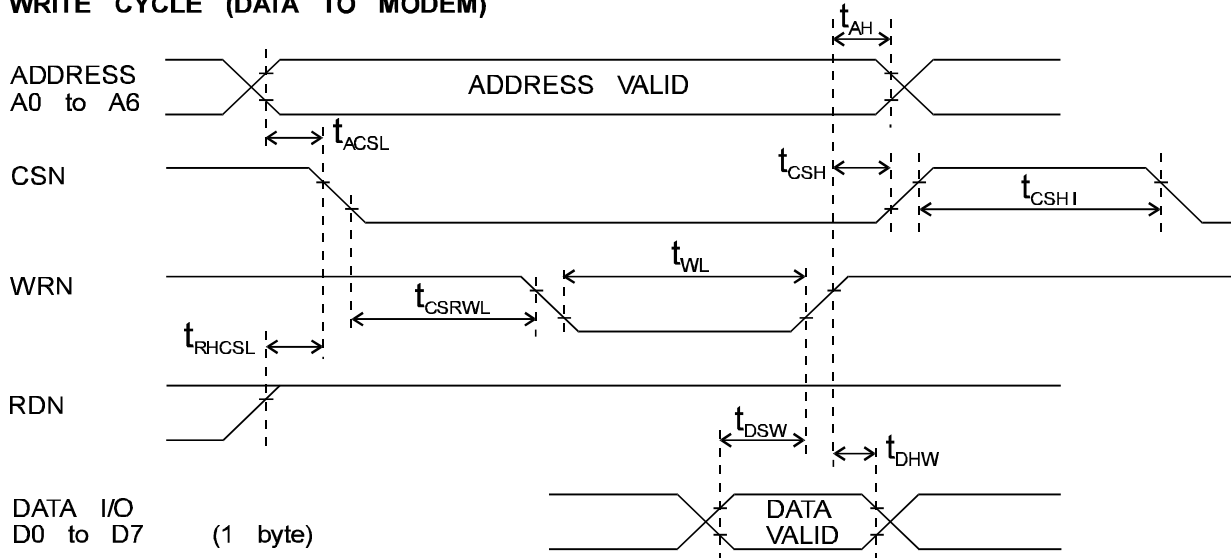 WRITE CYCLE (DATA TO MODEM)
tAH
ADDRESS
A0 to A6
ADDRESS VALID
tACSL
CSN
tCSH
tCSHI
WRN
tWL
tCSRWL
tRHCSL
RDN
tDSW
tDHW
DATA I/O
D0 to D7 (1 byte)
DATA
VALID